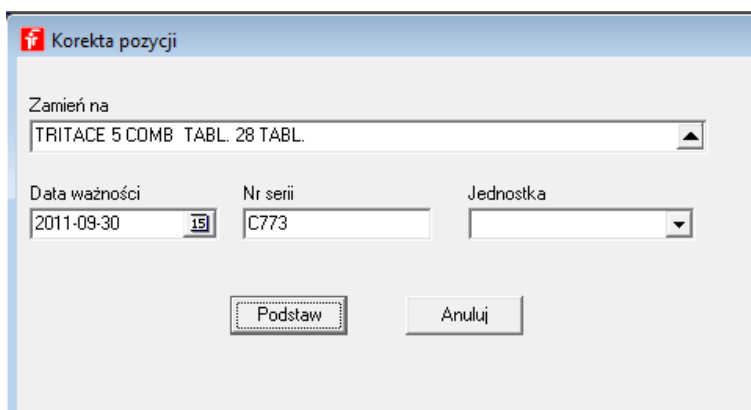 Korekta pozycji
Zamień na
TRITACE 5 COMB TABL. 28 TABL.
Data ważności Nr serii Jednostka
2011-09-30 15 C773
Podstaw Anuluj